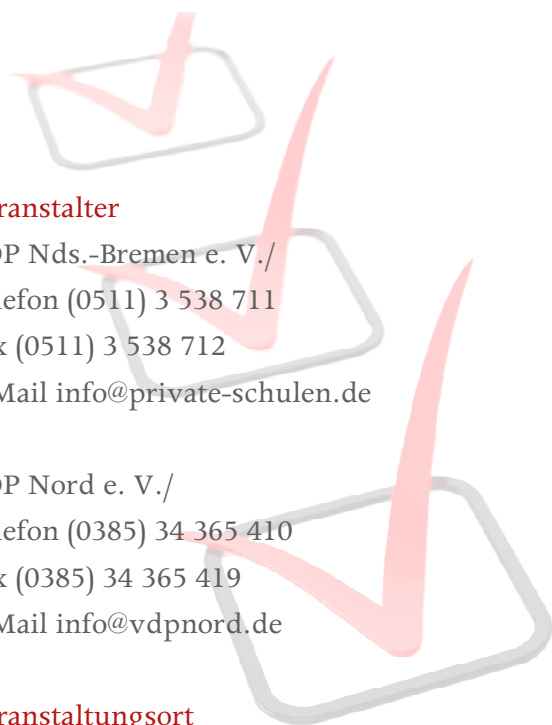 ranstalter
P Nds.-Bremen e. V./
lefon (0511) 3 538 711
x (0511) 3 538 712
Mail info@private-schulen.de
P Nord e. V./
lefon (0385) 34 365 410
x (0385) 34 365 419
Mail info@vdpnord.de
ranstaltungsort